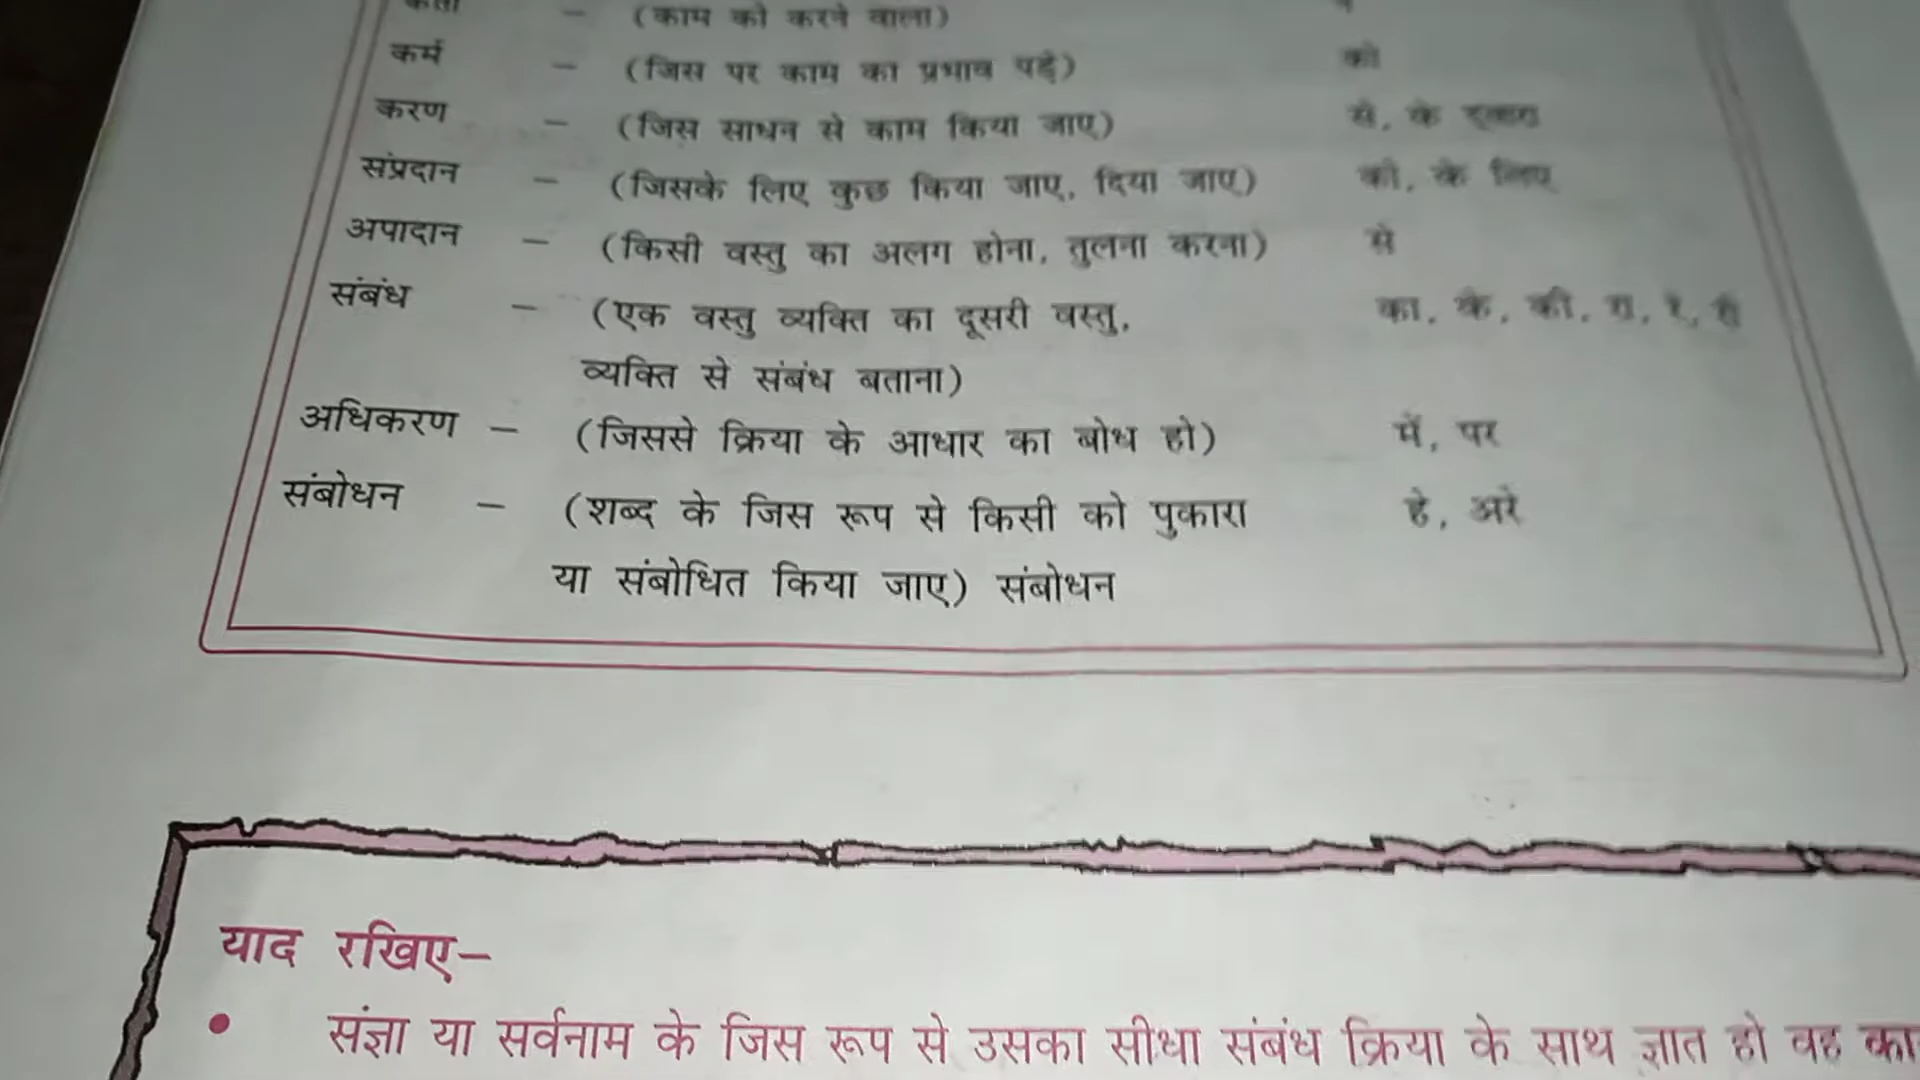 कर्ता – (काम को करने वाला) ने
कर्म – (जिस पर काम का प्रभाव पड़े) को
करण – (जिस साधन से काम किया जाए) से, के द्वारा
संप्रदान – (जिसके लिए कुछ किया जाए, दिया जाए) को, के लिए
अपादान – (किसी वस्तु का अलग होना, तुलना करना) से
संबंध – (एक वस्तु व्यक्ति का दूसरी वस्तु, का, के, की, रा, रे, री
व्यक्ति से संबंध बताना)
अधिकरण – (जिससे क्रिया के आधार का बोध हो) में, पर
संबोधन – (शब्द के जिस रूप से किसी को पुकारा हे, अरे
या संबोधित किया जाए) संबोधन
याद रखिए–
• संज्ञा या सर्वनाम के जिस रूप से उसका सीधा संबंध क्रिया के साथ ज्ञात हो वह